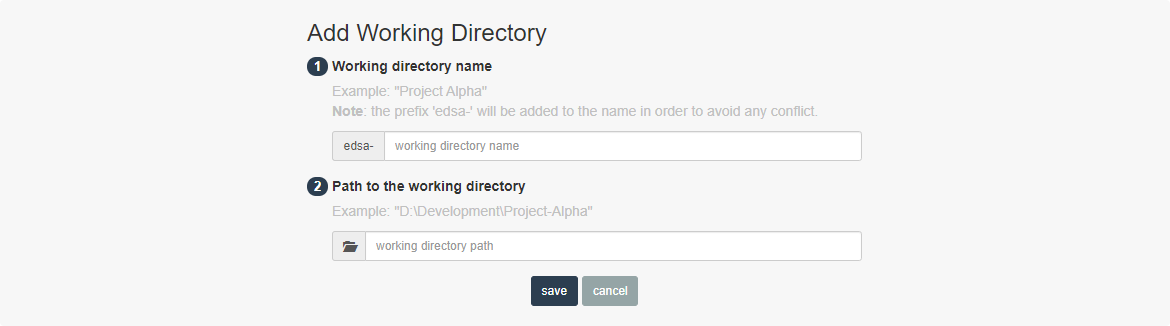 Add Working Directory
1 Working directory name
Example: "Project Alpha"
Note: the prefix 'edsa-' will be added to the name in order to avoid any conflict.
edsa- working directory name
2 Path to the working directory
Example: "D:\Development\Project-Alpha"
working directory path
save cancel